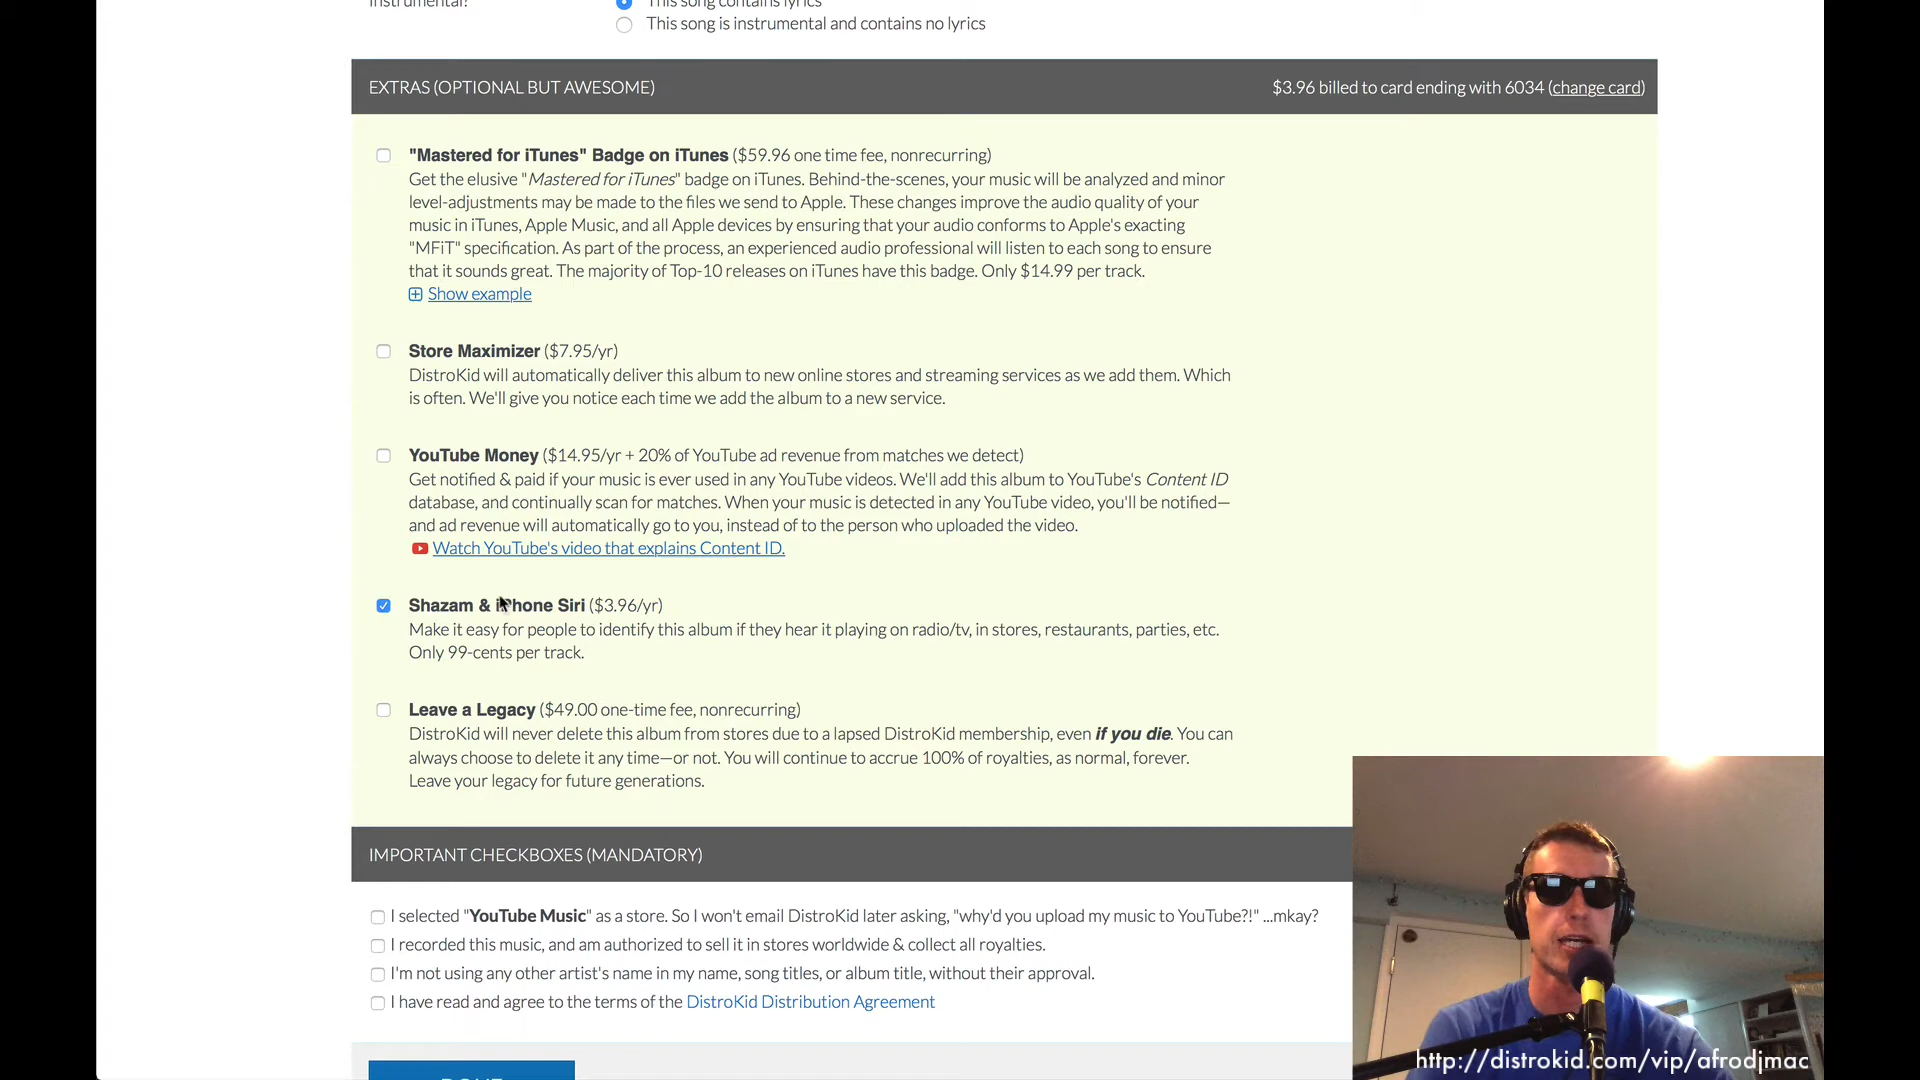 Instrumental?
This song contains lyrics
This song is instrumental and contains no lyrics
EXTRAS (OPTIONAL BUT AWESOME)
$3.96 billed to card ending with 6034 (change card)
"Mastered for iTunes" Badge on iTunes ($59.96 one time fee, nonrecurring)
Get the elusive "Mastered for iTunes" badge on iTunes. Behind-the-scenes, your music will be analyzed and minor
level-adjustments may be made to the files we send to Apple. These changes improve the audio quality of your
music in iTunes, Apple Music, and all Apple devices by ensuring that your audio conforms to Apple's exacting
"MFiT" specification. As part of the process, an experienced audio professional will listen to each song to ensure
that it sounds great. The majority of Top-10 releases on iTunes have this badge. Only $14.99 per track.
Show example
Store Maximizer ($7.95/yr)
DistroKid will automatically deliver this album to new online stores and streaming services as we add them. Which
is often. We'll give you notice each time we add the album to a new service.
YouTube Money ($14.95/yr + 20% of YouTube ad revenue from matches we detect)
Get notified & paid if your music is ever used in any YouTube videos. We'll add this album to YouTube's Content ID
database, and continually scan for matches. When your music is detected in any YouTube video, you'll be notified—
and ad revenue will automatically go to you, instead of to the person who uploaded the video.
Watch YouTube's video that explains Content ID.
Shazam & iPhone Siri ($3.96/yr)
Make it easy for people to identify this album if they hear it playing on radio/tv, in stores, restaurants, parties, etc.
Only 99-cents per track.
Leave a Legacy ($49.00 one-time fee, nonrecurring)
DistroKid will never delete this album from stores due to a lapsed DistroKid membership, even if you die. You can
always choose to delete it any time—or not. You will continue to accrue 100% of royalties, as normal, forever.
Leave your legacy for future generations.
IMPORTANT CHECKBOXES (MANDATORY)
I selected "YouTube Music" as a store. So I won't email DistroKid later asking, "why'd you upload my music to YouTube?!" ...mkay?
I recorded this music, and am authorized to sell it in stores worldwide & collect all royalties.
I'm not using any other artist's name in my name, song titles, or album title, without their approval.
I have read and agree to the terms of the DistroKid Distribution Agreement
http://distrokid.com/vip/afrodjmac